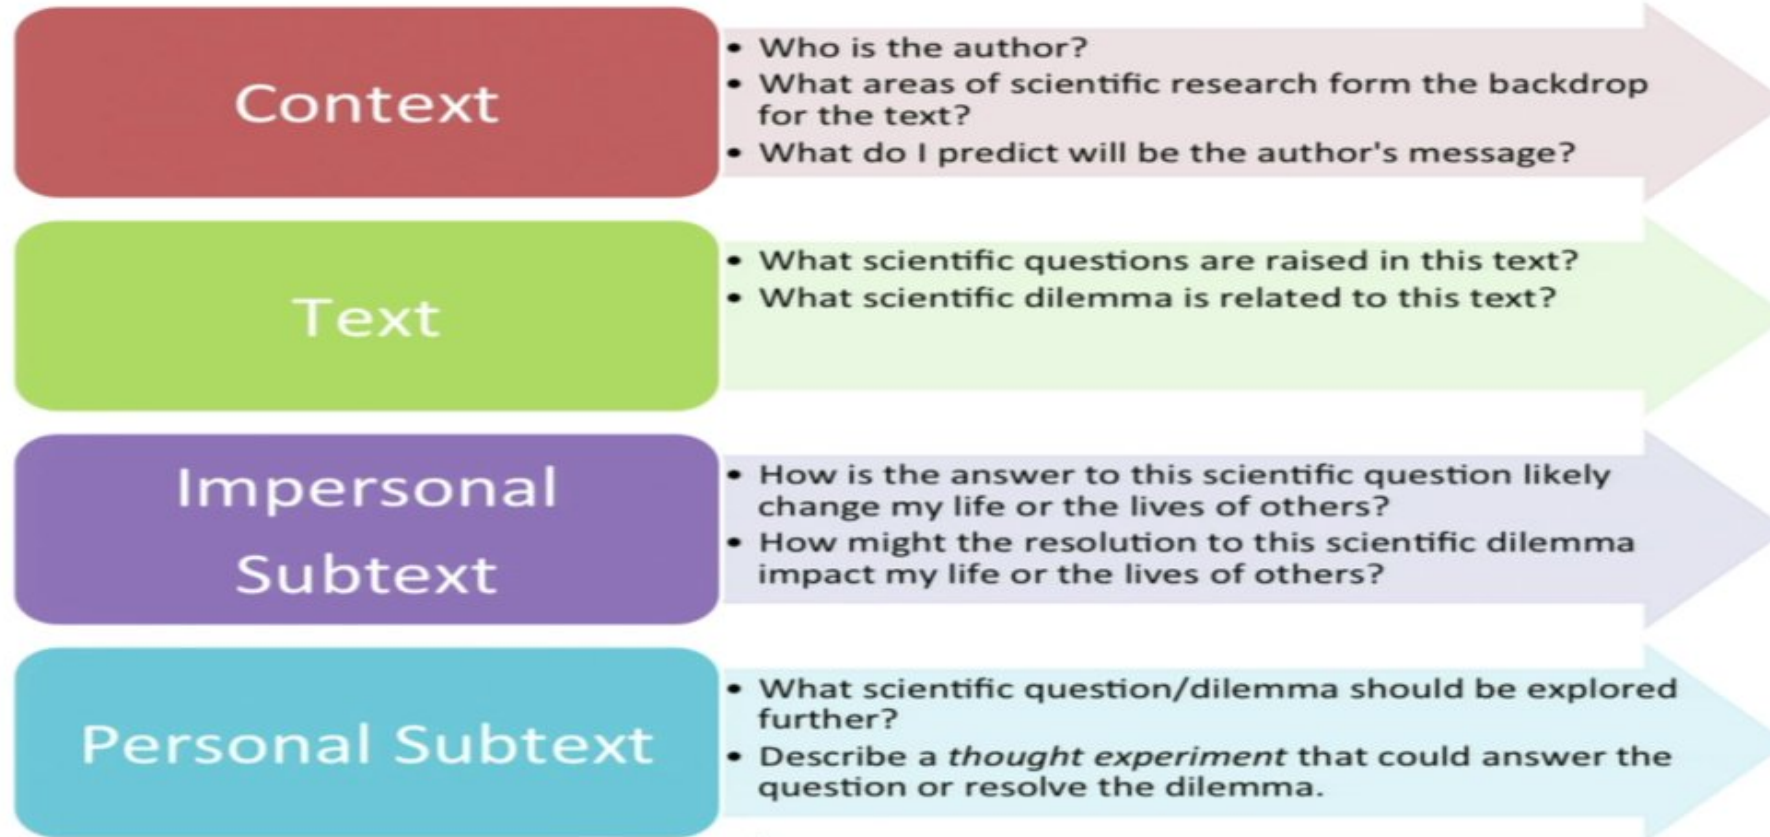 Context
• Who is the author?
• What areas of scientific research form the backdrop
for the text?
• What do I predict will be the author's message?
Text
• What scientific questions are raised in this text?
• What scientific dilemma is related to this text?
Impersonal
Subtext
• How is the answer to this scientific question likely
change my life or the lives of others?
• How might the resolution to this scientific dilemma
impact my life or the lives of others?
Personal Subtext
• What scientific question/dilemma should be explored
further?
• Describe a thought experiment that could answer the
question or resolve the dilemma.